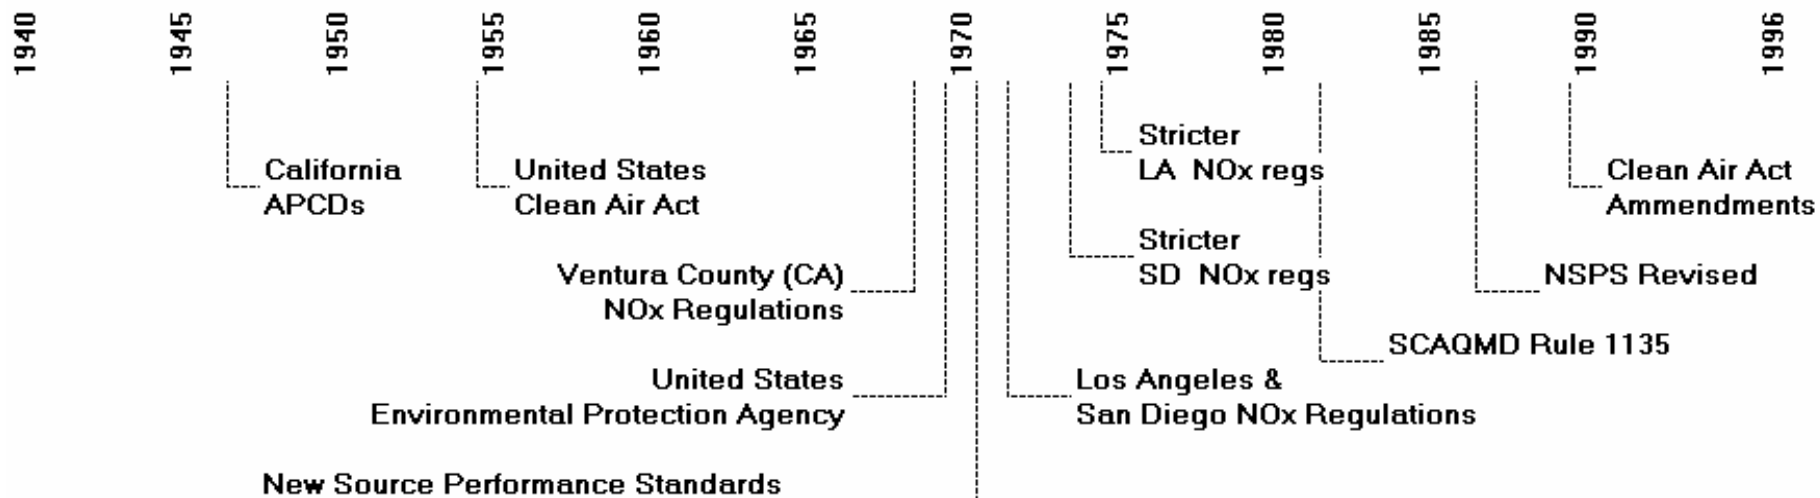 1940 1945 1950 1955 1960 1965 1970 1975 1980 1985 1990 1996
Stricter
LA NOx regs
California
APCDs
United States
Clean Air Act
Clean Air Act
Ammendments
Stricter
SD NOx regs
Ventura County (CA)
NOx Regulations
NSPS Revised
SCAQMD Rule 1135
United States
Environmental Protection Agency
Los Angeles &
San Diego NOx Regulations
New Source Performance Standards